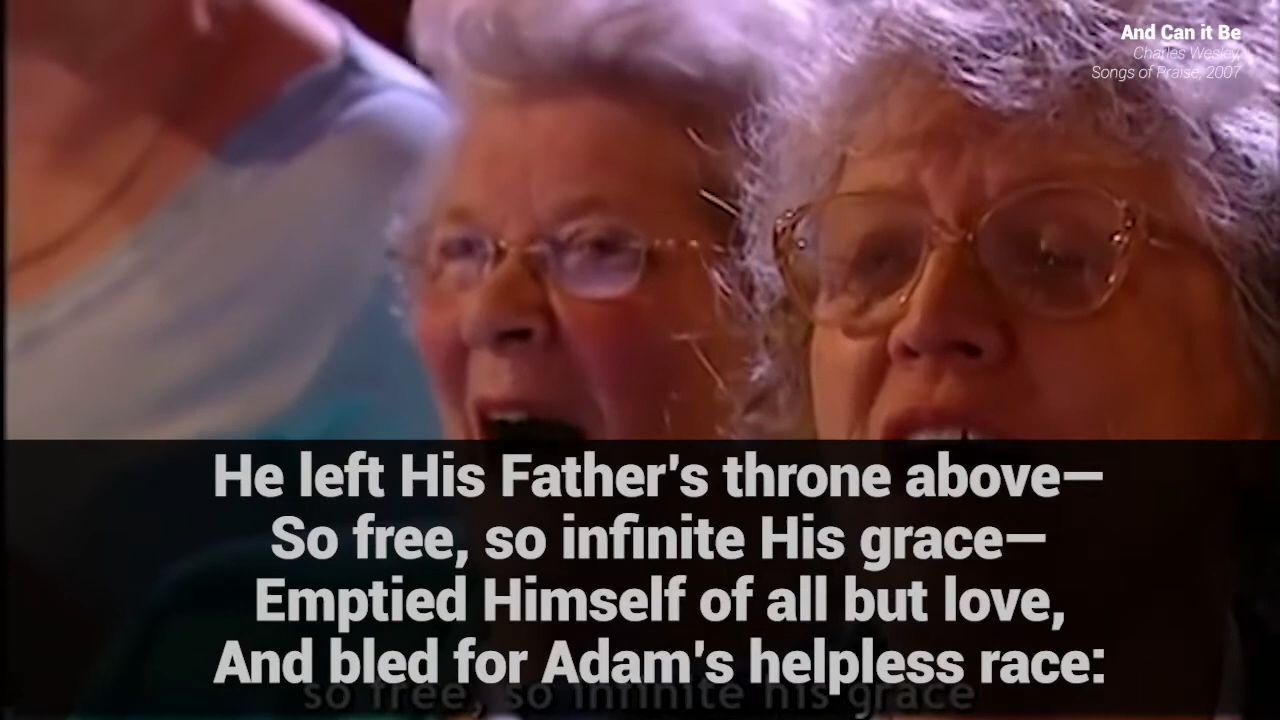 And Can it Be
Charles Wesley
Songs of Praise, 2007
He left His Father's throne above—
So free, so infinite His grace—
Emptied Himself of all but love,
And bled for Adam's helpless race:
so free, so infinite his grace